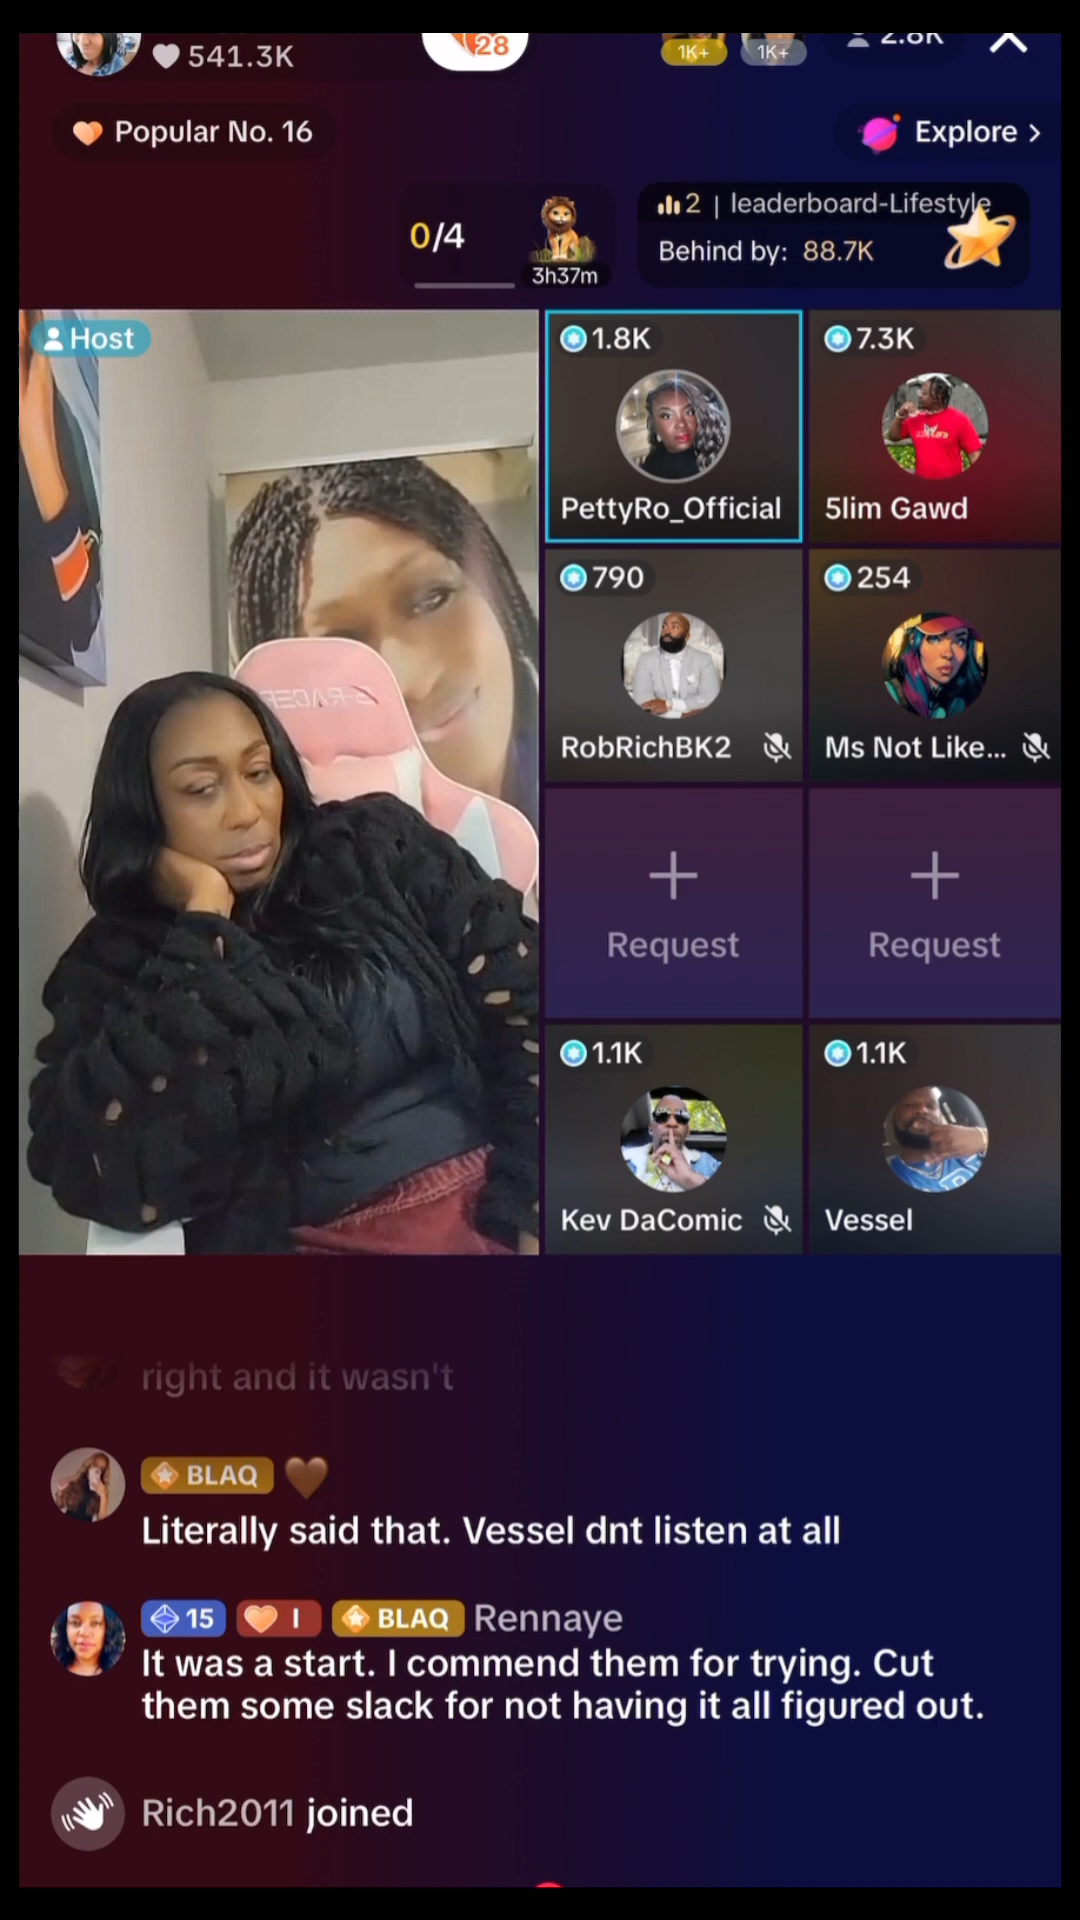 541.3K
28
1K+
1K+
2.8K
Popular No. 16
Explore >
0/4
3h37m
2 | leaderboard-Lifestyle
Behind by: 88.7K
Host
1.8K
PettyRo_Official
7.3K
5lim Gawd
790
RobRichBK2
254
Ms Not Like...
+
Request
+
Request
1.1K
Kev DaComic
1.1K
Vessel
right and it wasn't
BLAQ 🤎
Literally said that. Vessel dnt listen at all
15 I BLAQ Rennaye
It was a start. I commend them for trying. Cut
them some slack for not having it all figured out.
Rich2011 joined